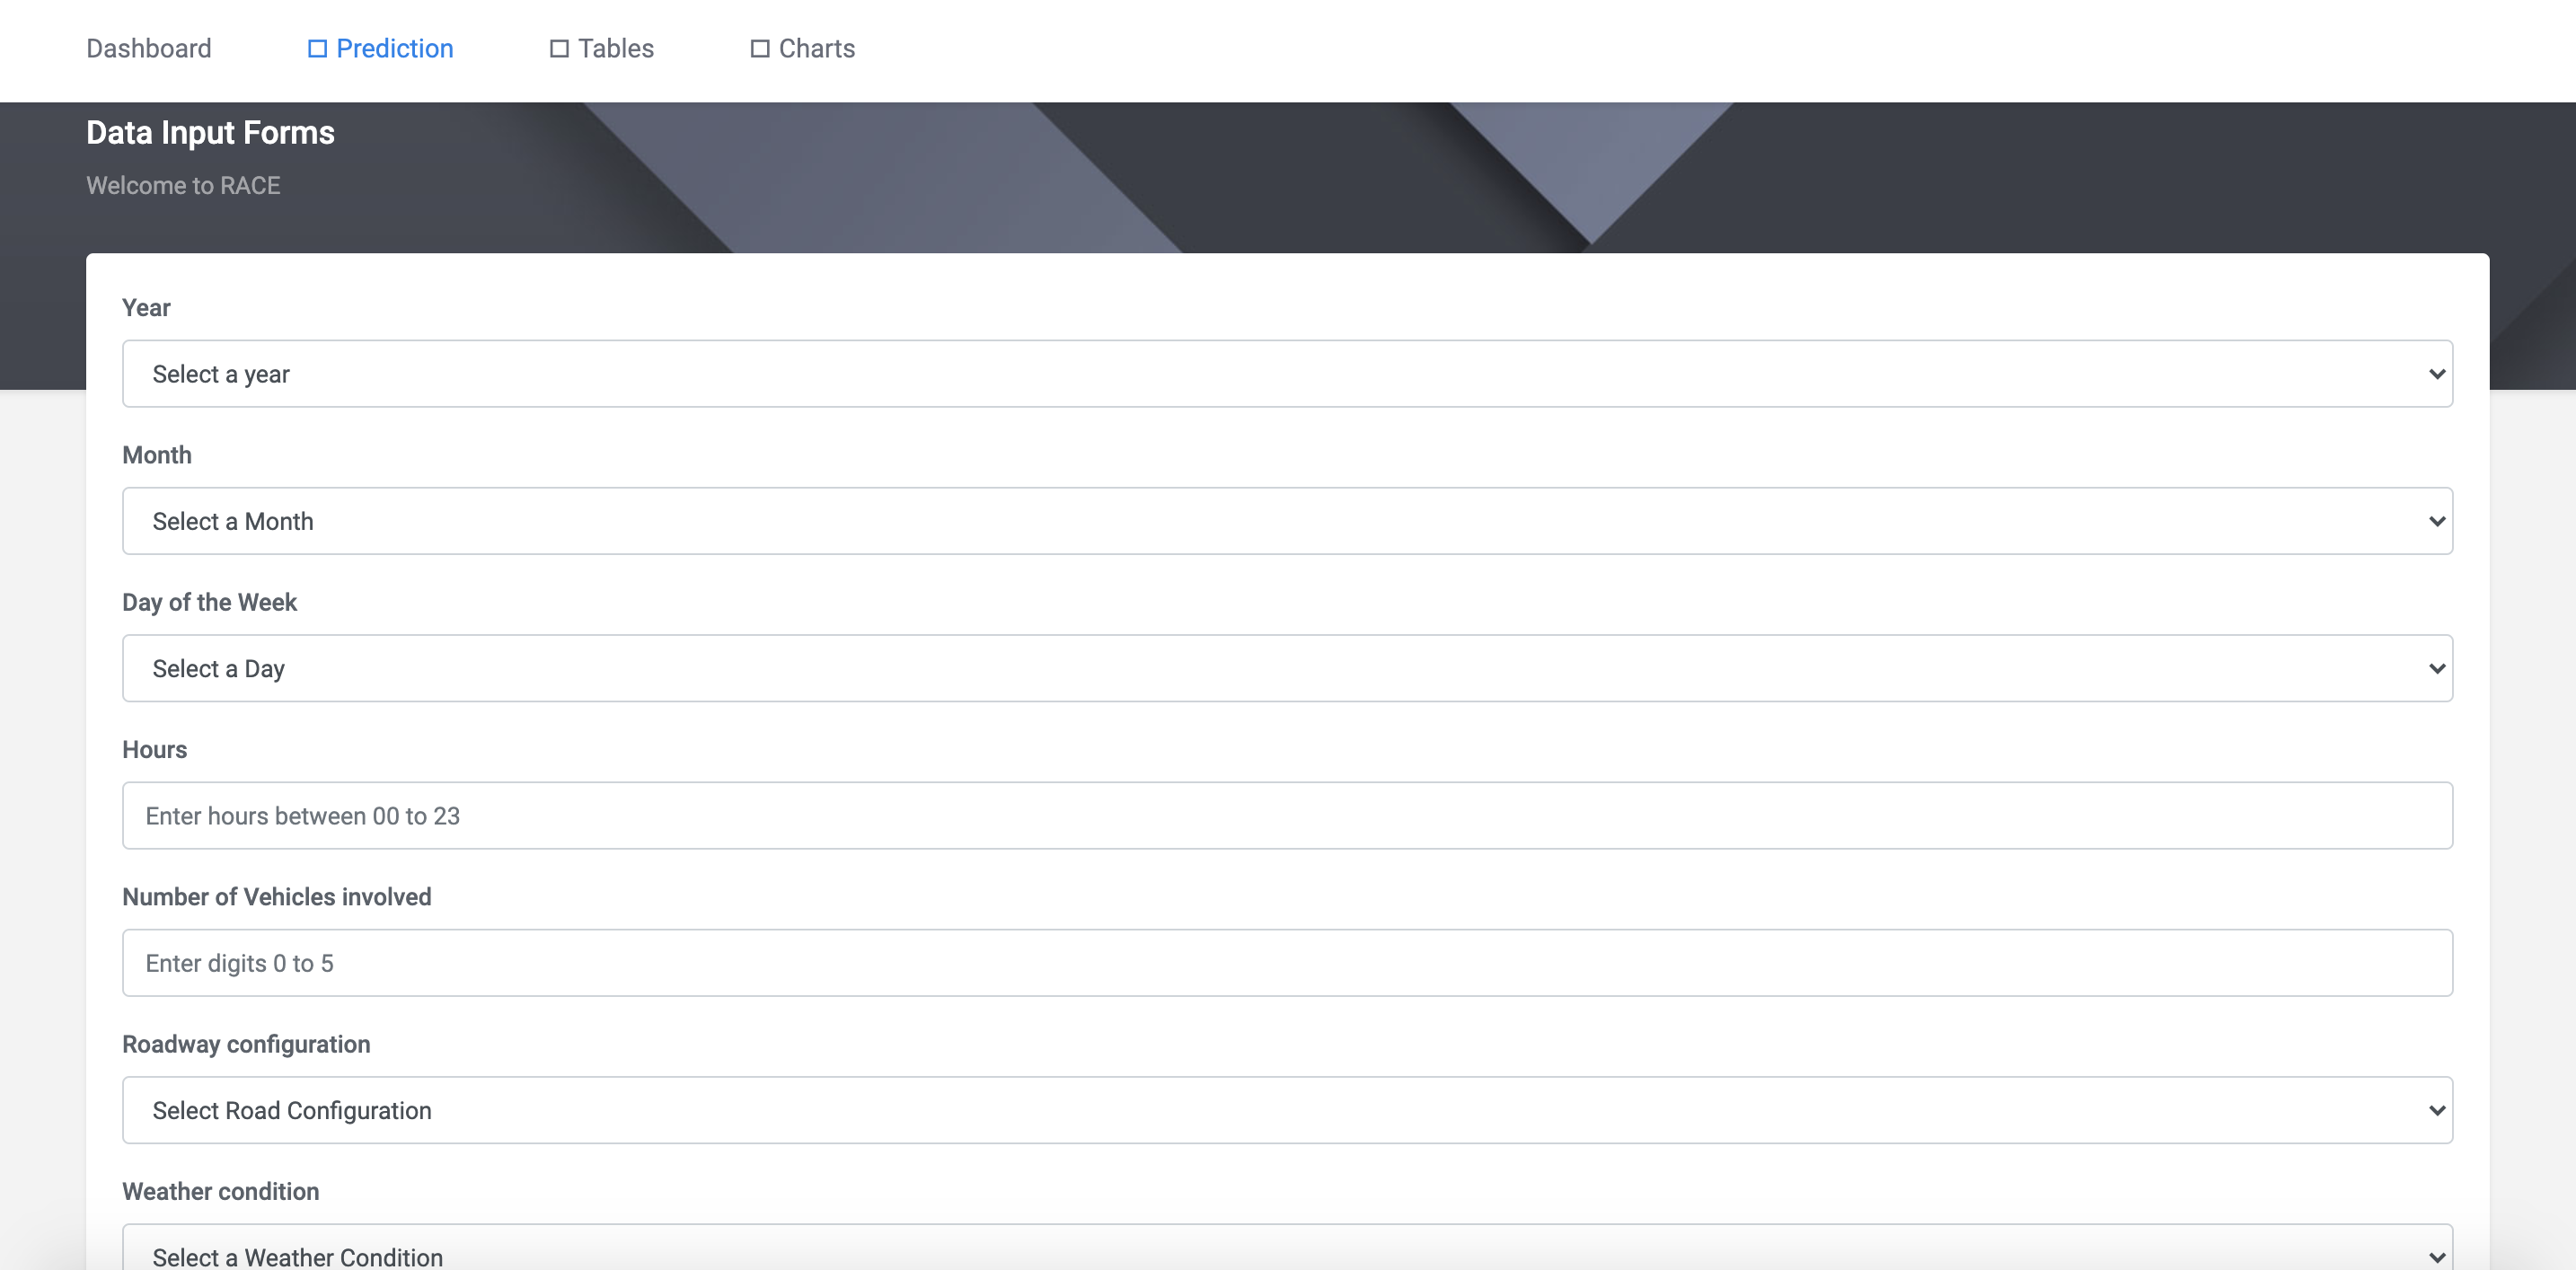 Dashboard
Prediction
Tables
Charts
Data Input Forms
Welcome to RACE
Year
Select a year
Month
Select a Month
Day of the Week
Select a Day
Hours
Enter hours between 00 to 23
Number of Vehicles involved
Enter digits 0 to 5
Roadway configuration
Select Road Configuration
Weather condition
Select a Weather Condition